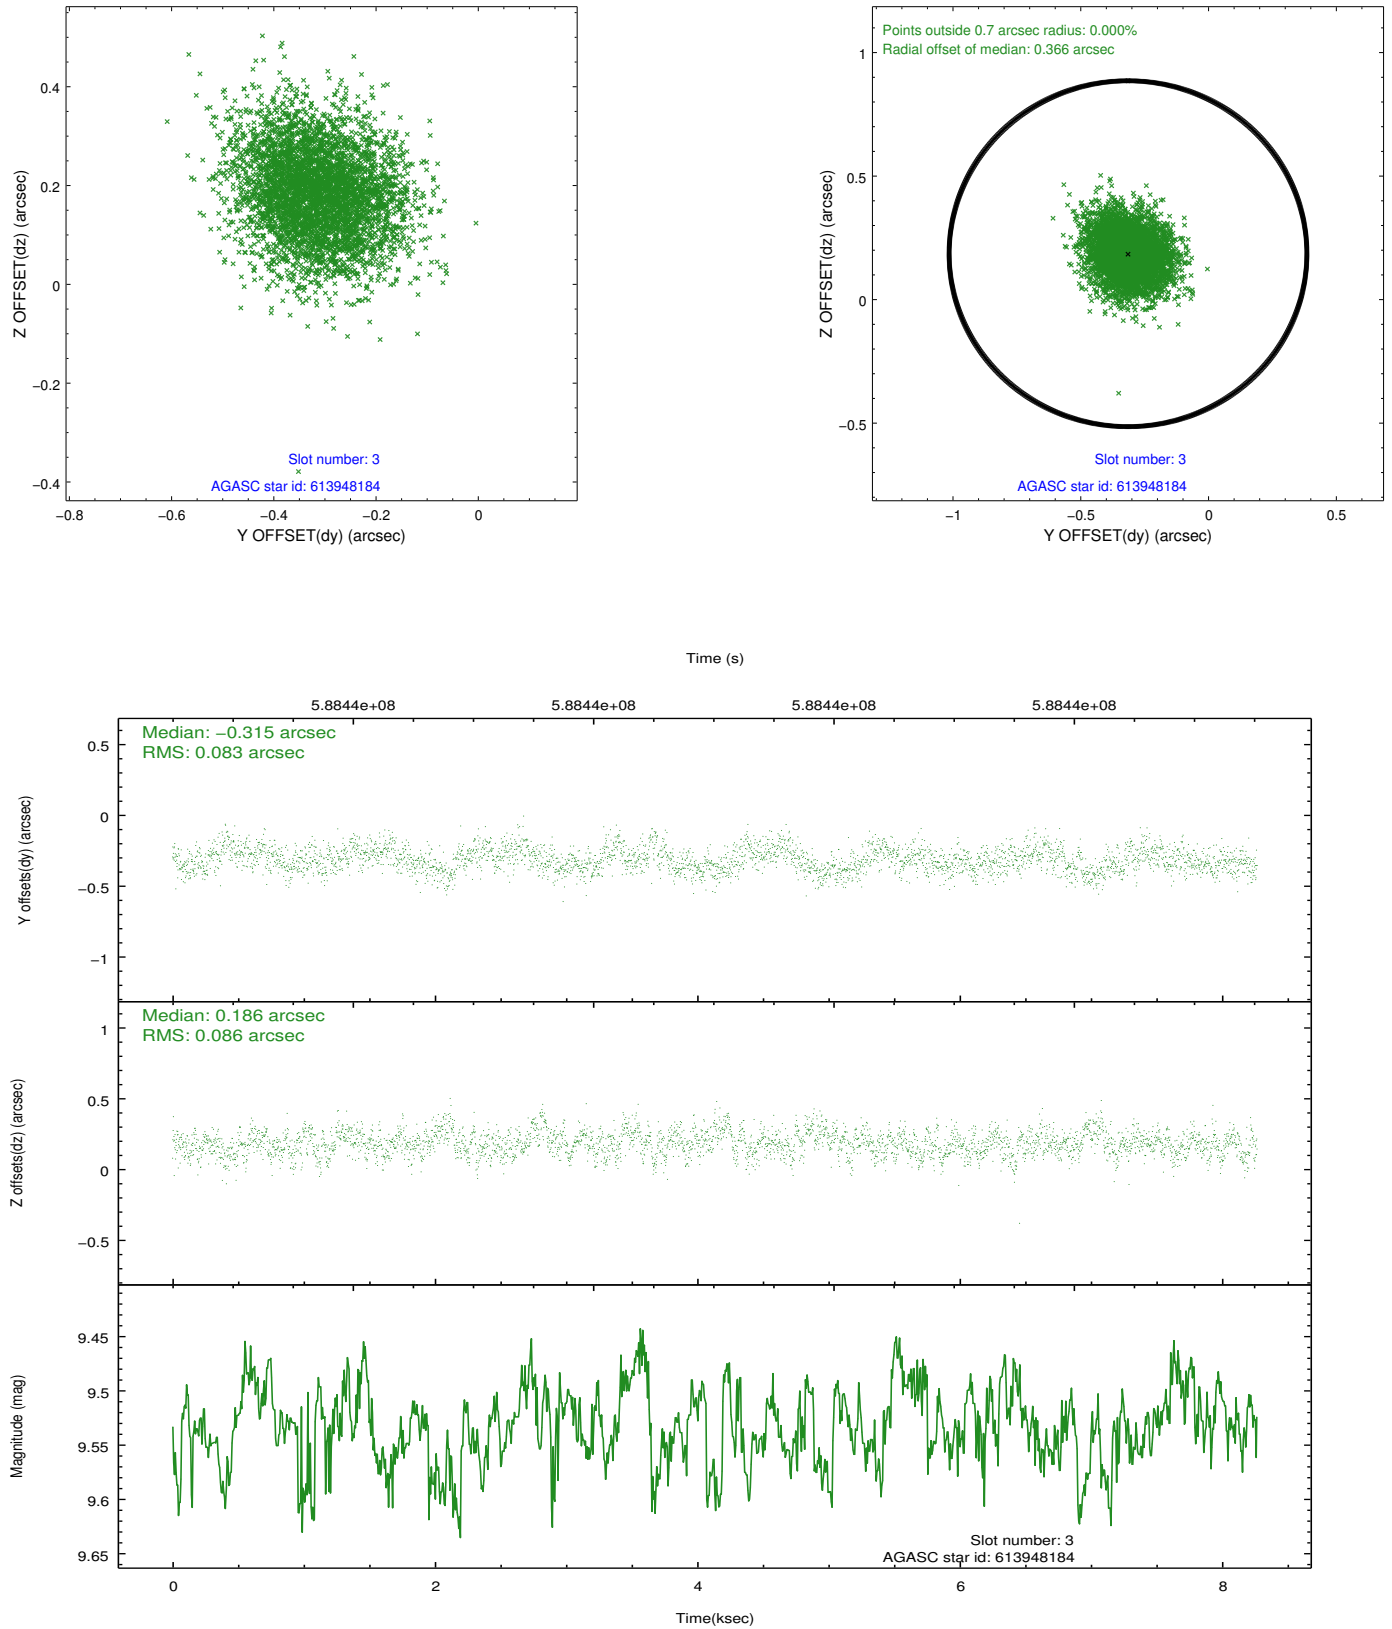 0.4
0.2
0
−0.2
−0.4
Z OFFSET(dz) (arcsec)
Slot number: 3
AGASC star id: 613948184
−0.8
−0.6
−0.4
−0.2
0
Y OFFSET(dy) (arcsec)
Points outside 0.7 arcsec radius: 0.000%
Radial offset of median: 0.366 arcsec
1
0.5
0
−0.5
Z OFFSET(dz) (arcsec)
Slot number: 3
AGASC star id: 613948184
−1
−0.5
0
0.5
Y OFFSET(dy) (arcsec)
Time (s)
5.8844e+08
5.8844e+08
5.8844e+08
5.8844e+08
Median: −0.315 arcsec
RMS: 0.083 arcsec
0.5
0
−0.5
−1
Y offsets(dy) (arcsec)
Median: 0.186 arcsec
RMS: 0.086 arcsec
1
0.5
0
−0.5
Z offsets(dz) (arcsec)
9.45
9.5
9.55
9.6
9.65
Magnitude (mag)
Slot number: 3
AGASC star id: 613948184
0
2
4
6
8
Time(ksec)